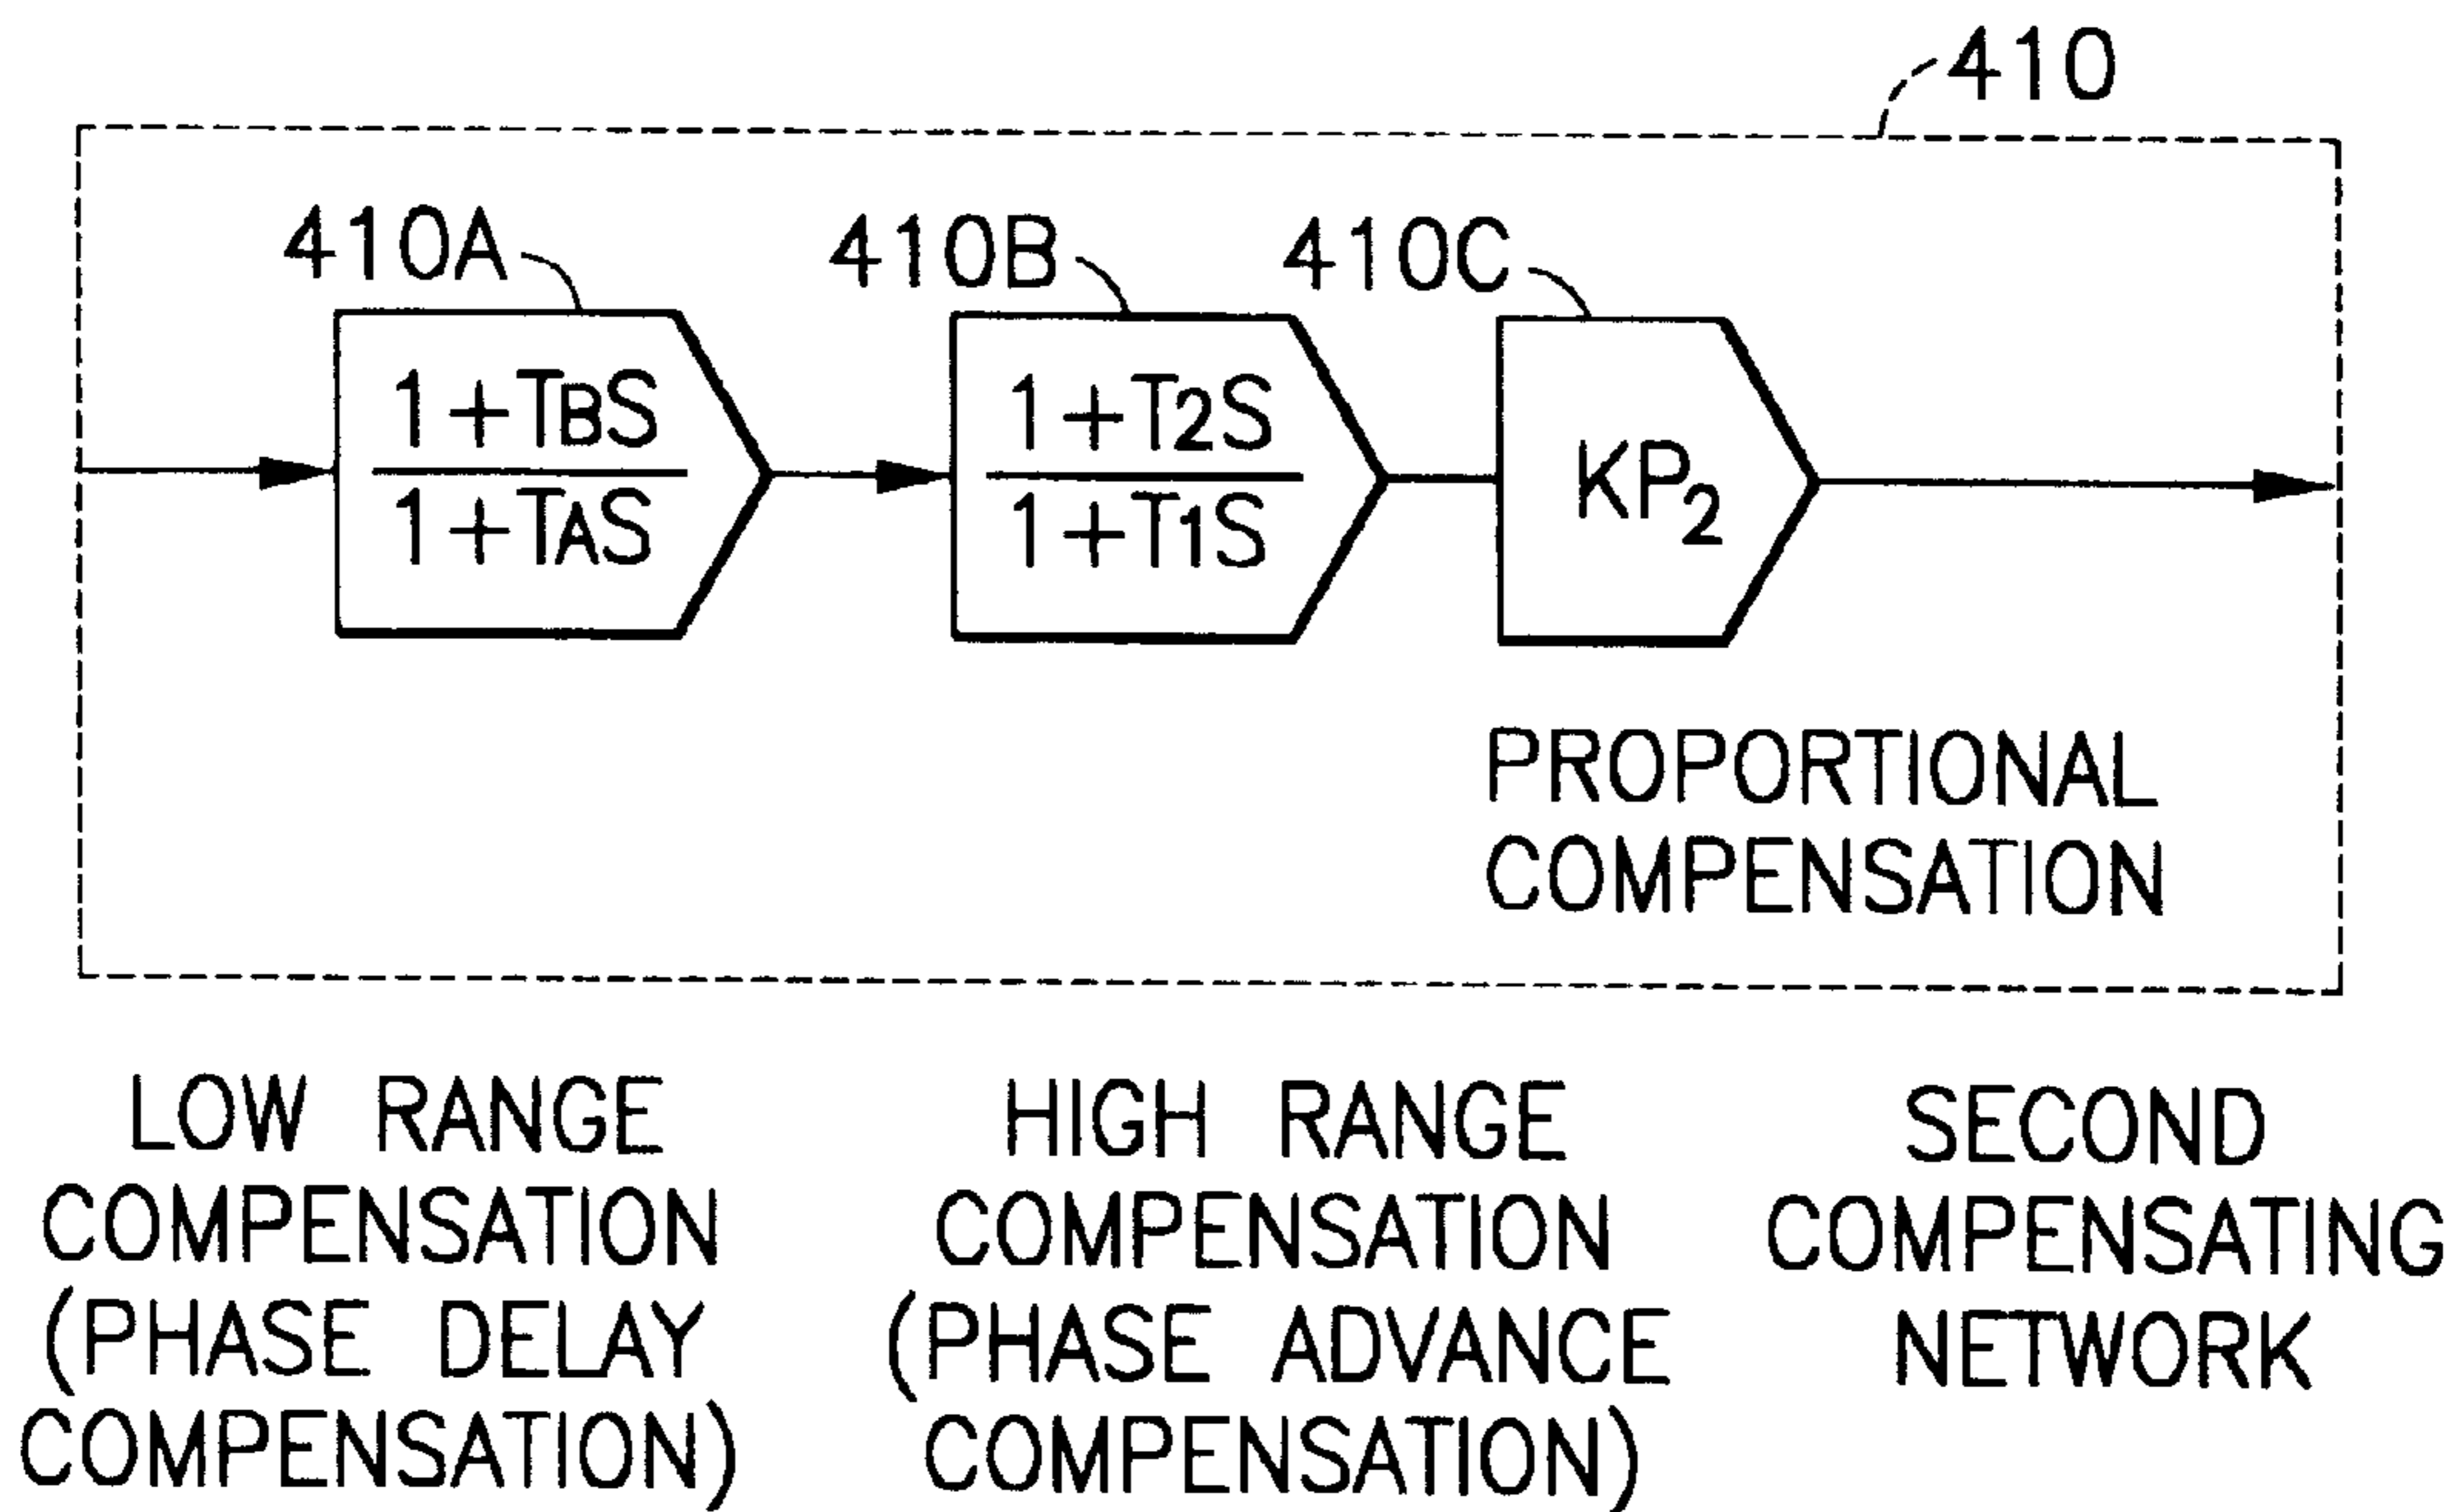 410
410A
410B
410C
1+TBS
1+TAS
1+T2S
1+T1S
KP2
PROPORTIONAL
COMPENSATION
LOW RANGE
COMPENSATION
(PHASE DELAY
COMPENSATION)
HIGH RANGE
COMPENSATION
(PHASE ADVANCE
COMPENSATION)
SECOND
COMPENSATING
NETWORK